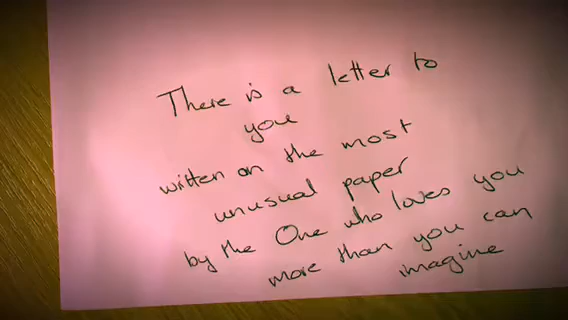 There is a letter to
you
written on the most
unusual paper
by the One who loves you
more than you can
imagine